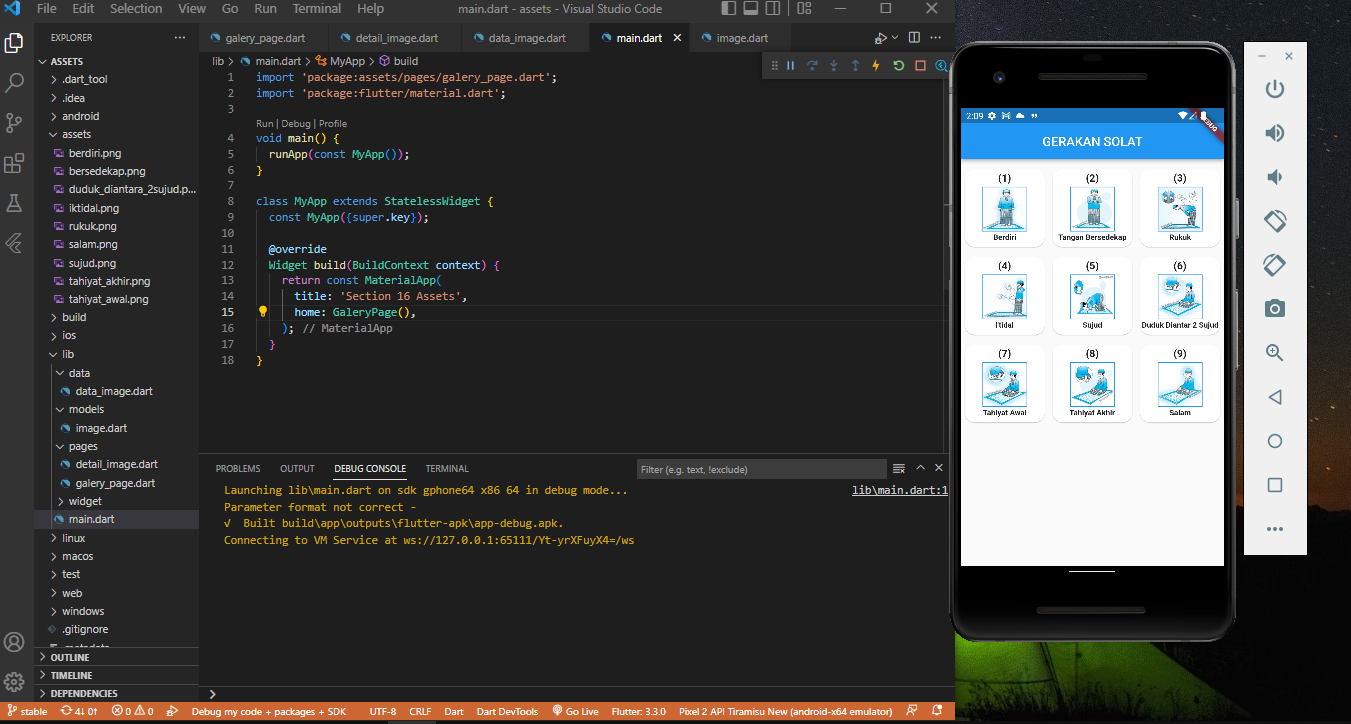 File Edit Selection View Go Run Terminal Help main.dart - assets - Visual Studio Code
EXPLORER
ASSETS
.dart_tool
.idea
android
assets
berdiri.png
bersedekap.png
duduk_diantara_2sujud.p...
iktidal.png
rukuk.png
salam.png
sujud.png
tahiyat_akhir.png
tahiyat_awal.png
build
ios
lib
data
data_image.dart
models
image.dart
pages
detail_image.dart
galery_page.dart
widget
main.dart
linux
macos
test
web
windows
.gitignore
.metadata
OUTLINE
TIMELINE
DEPENDENCIES
galery_page.dart detail_image.dart data_image.dart main.dart image.dart
lib > main.dart > MyApp > build
1 import 'package:assets/pages/galery_page.dart';
2 import 'package:flutter/material.dart';
3
Run | Debug | Profile
4 void main() {
5 runApp(const MyApp());
6 }
7
8 class MyApp extends StatelessWidget {
9 const MyApp({super.key});
10
11 @override
12 Widget build(BuildContext context) {
13 return const MaterialApp(
14 title: 'Section 16 Assets',
15 home: GaleryPage(),
16 ); // MaterialApp
17 }
18 }
PROBLEMS OUTPUT DEBUG CONSOLE TERMINAL Filter (e.g. text, !exclude)
Launching lib\main.dart on sdk gphone64 x86 64 in debug mode... lib\main.dart:1
Parameter format not correct -
√ Built build\app\outputs\flutter-apk\app-debug.apk.
Connecting to VM Service at ws://127.0.0.1:65111/Yt-yrXFuyX4=/ws
stable 4↓ 0↑ 0 0 Debug my code + packages + SDK UTF-8 CRLF Dart Dart DevTools Go Live Flutter: 3.3.0 Pixel 2 API Tiramisu New (android-x64 emulator)
2:09
DEBUG
GERAKAN SOLAT
(1) (2) (3)
Berdiri Tangan Bersedekap Rukuk
(4) (5) (6)
I'tidal Sujud Duduk Diantar 2 Sujud
(7) (8) (9)
Tahiyat Awal Tahiyat Akhir Salam